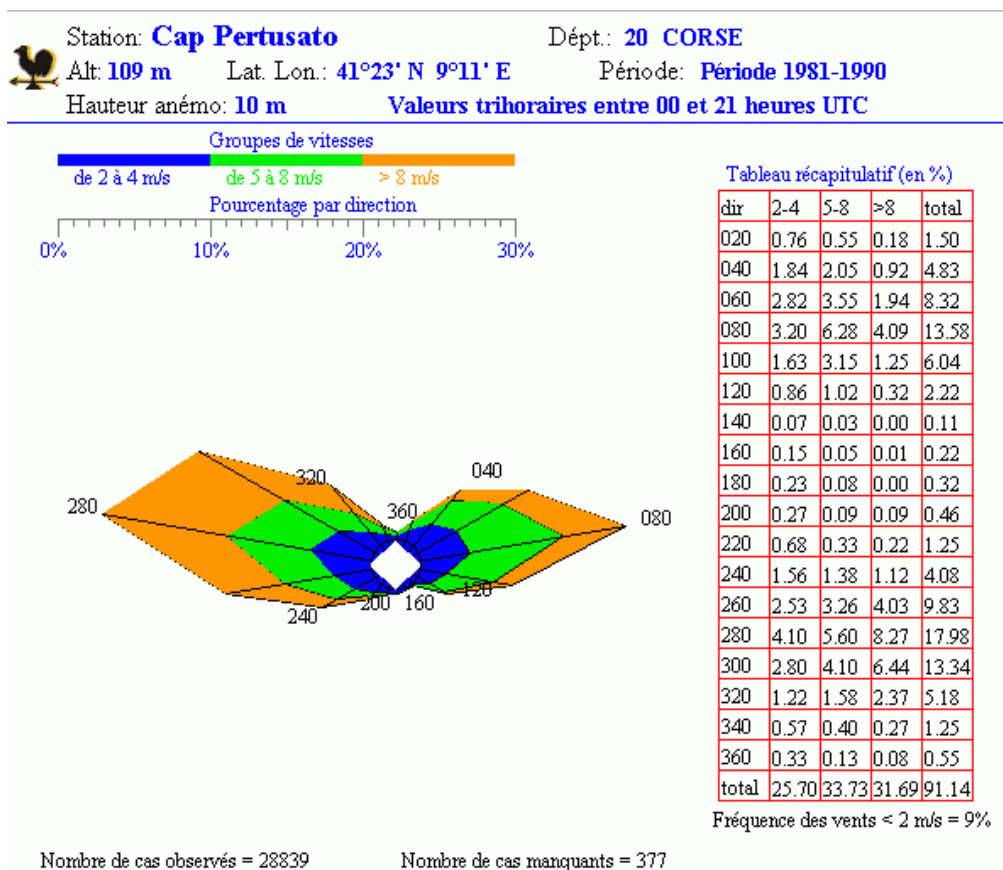 Station: Cap Pertusato Dépt.: 20 CORSE
Alt: 109 m Lat. Lon.: 41°23' N 9°11' E Période: Période 1981-1990
Hauteur anémo: 10 m Valeurs trihoraires entre 00 et 21 heures UTC
Groupes de vitesses
de 2 à 4 m/s de 5 à 8 m/s > 8 m/s
Pourcentage par direction
0% 10% 20% 30%
320 040
280 360 080
240 200 160 120
Tableau récapitulatif (en %)
dir 2-4 5-8 >8 total
020 0.76 0.55 0.18 1.50
040 1.84 2.05 0.92 4.83
060 2.82 3.55 1.94 8.32
080 3.20 6.28 4.09 13.58
100 1.63 3.15 1.25 6.04
120 0.86 1.02 0.32 2.22
140 0.07 0.03 0.00 0.11
160 0.15 0.05 0.01 0.22
180 0.23 0.08 0.00 0.32
200 0.27 0.09 0.09 0.46
220 0.68 0.33 0.22 1.25
240 1.56 1.38 1.12 4.08
260 2.53 3.26 4.03 9.83
280 4.10 5.60 8.27 17.98
300 2.80 4.10 6.44 13.34
320 1.22 1.58 2.37 5.18
340 0.57 0.40 0.27 1.25
360 0.33 0.13 0.08 0.55
total 25.70 33.73 31.69 91.14
Fréquence des vents < 2 m/s = 9%
Nombre de cas observés = 28839 Nombre de cas manquants = 377